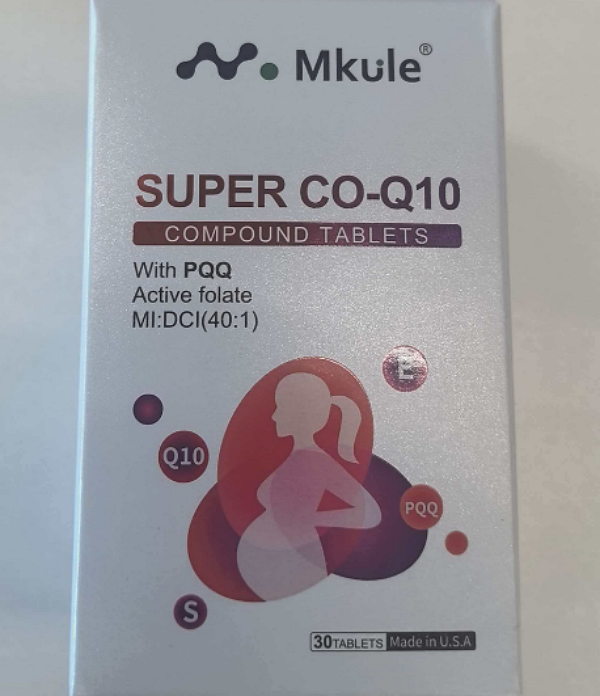 Mkule®
SUPER CO-Q10
COMPOUND TABLETS
With PQQ
Active folate
MI:DCI(40:1)
E
Q10
PQQ
S
30TABLETS Made in U.S.A